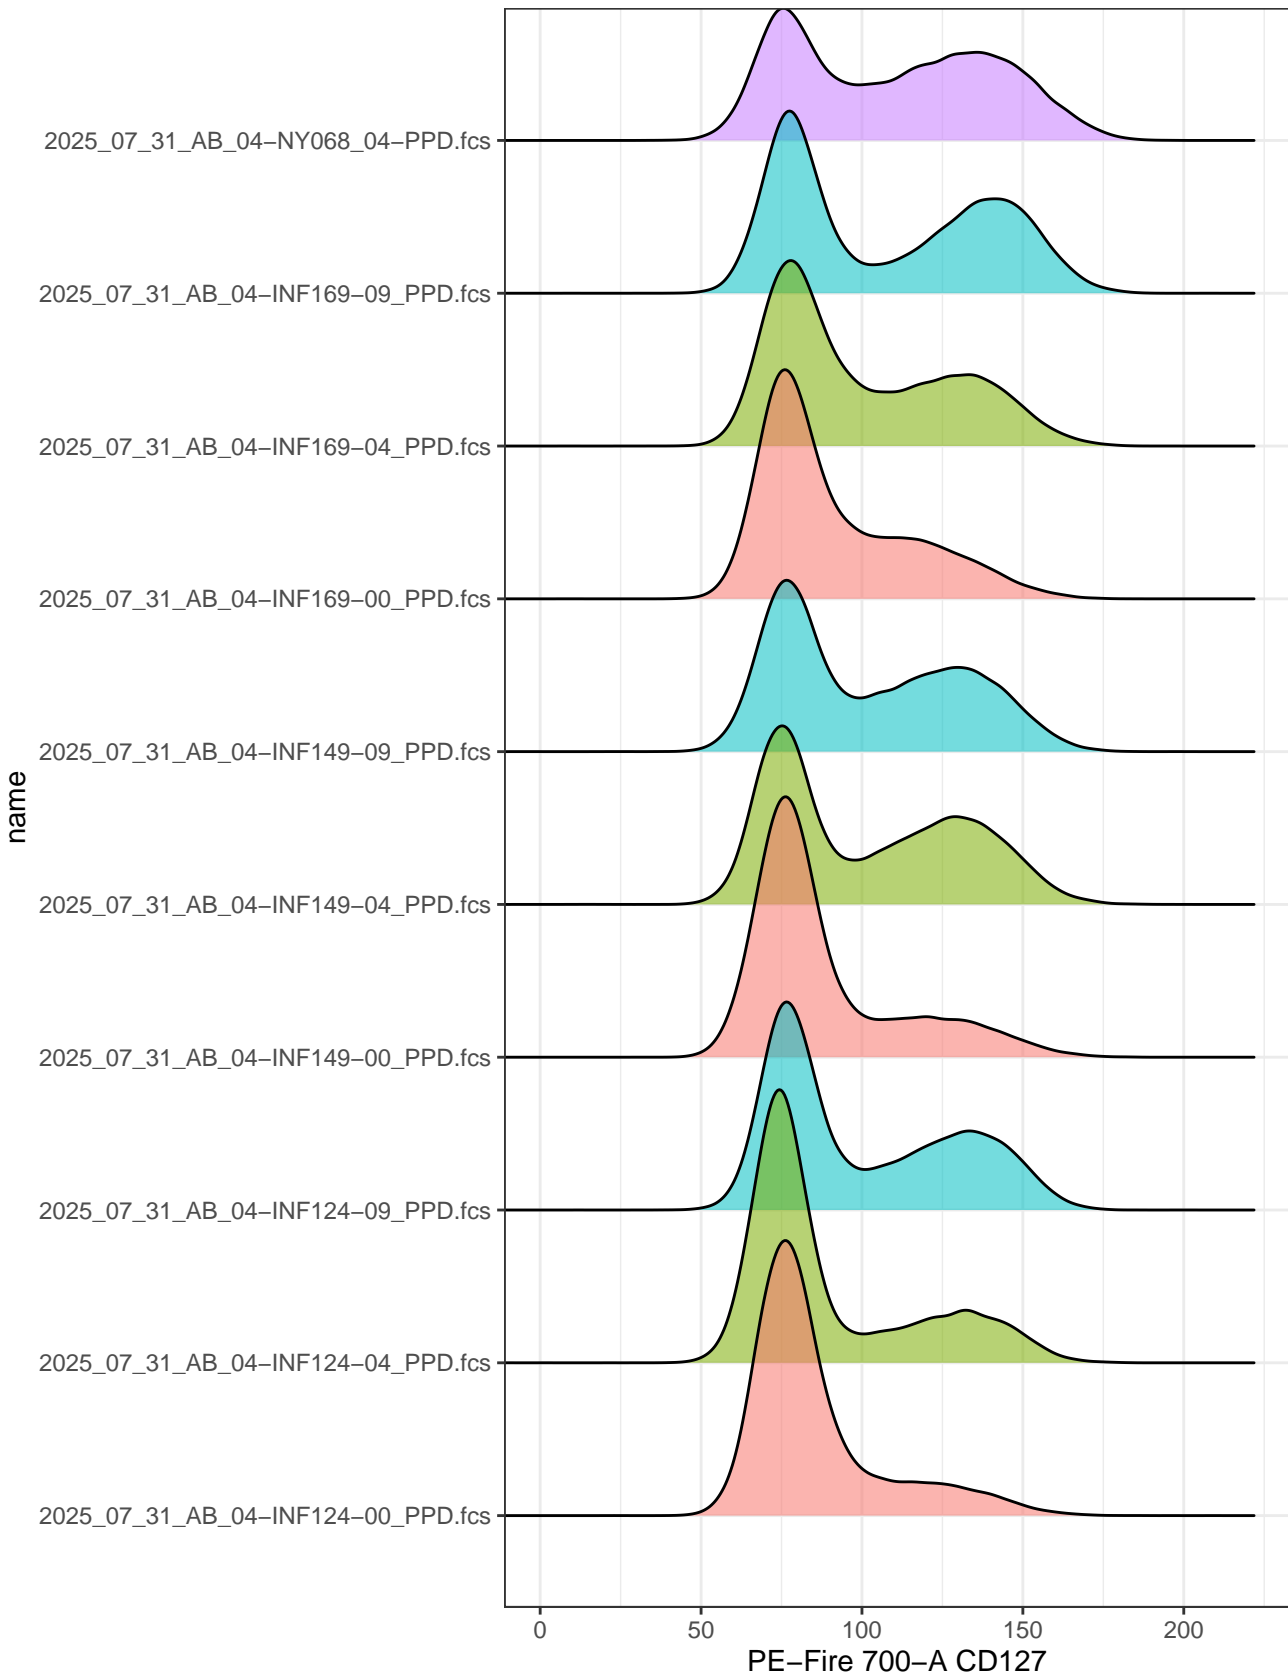 2025_07_31_AB_04−NY068_04−PPD.fcs
2025_07_31_AB_04−INF169−09_PPD.fcs
2025_07_31_AB_04−INF169−04_PPD.fcs
2025_07_31_AB_04−INF169−00_PPD.fcs
2025_07_31_AB_04−INF149−09_PPD.fcs
name
2025_07_31_AB_04−INF149−04_PPD.fcs
2025_07_31_AB_04−INF149−00_PPD.fcs
2025_07_31_AB_04−INF124−09_PPD.fcs
2025_07_31_AB_04−INF124−04_PPD.fcs
2025_07_31_AB_04−INF124−00_PPD.fcs
0 50 100 150 200
PE−Fire 700−A CD127